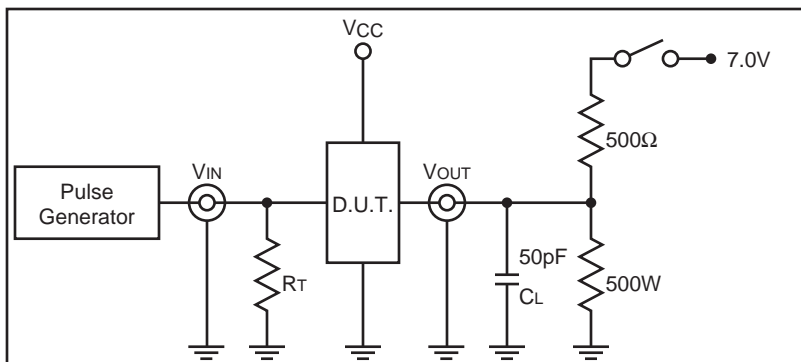 VCC
7.0V
500Ω
VIN
VOUT
Pulse
Generator
D.U.T.
50pF
CL
RT
500W